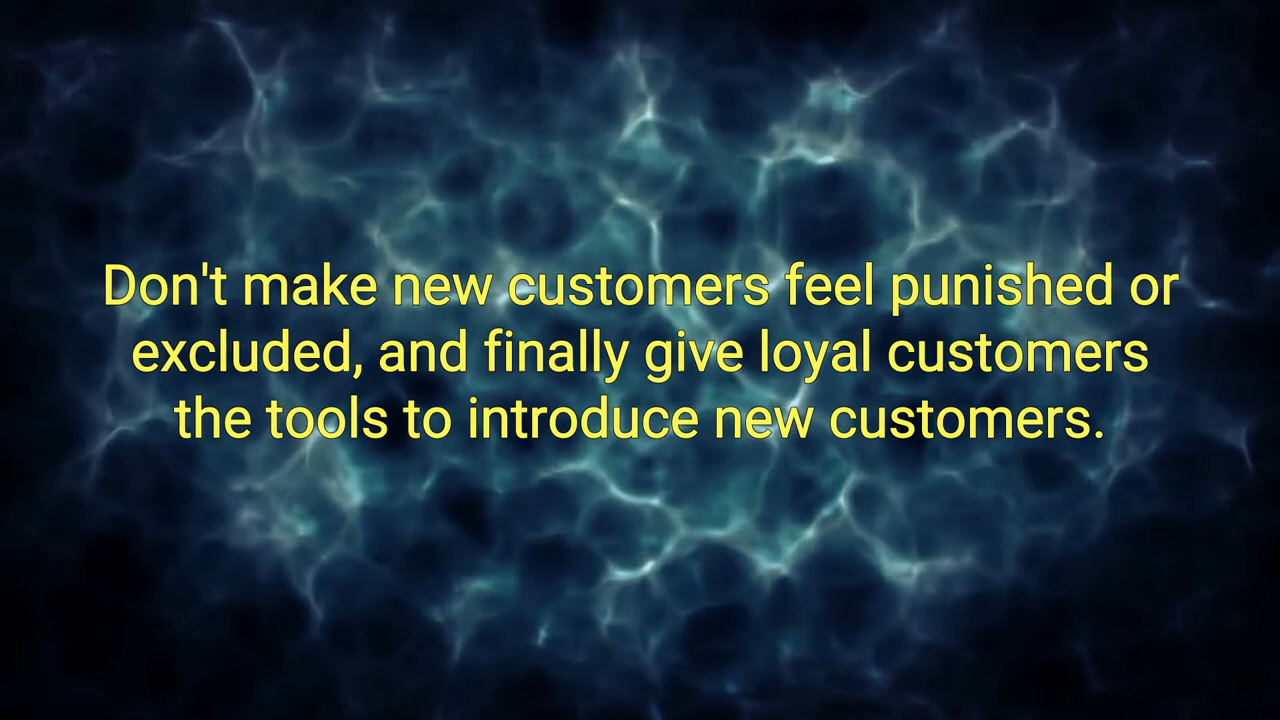 Don't make new customers feel punished or
excluded, and finally give loyal customers
the tools to introduce new customers.